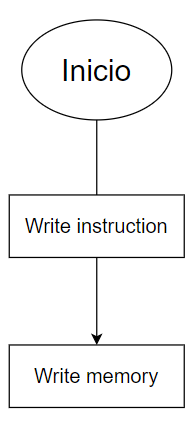 Inicio
Write instruction
Write memory